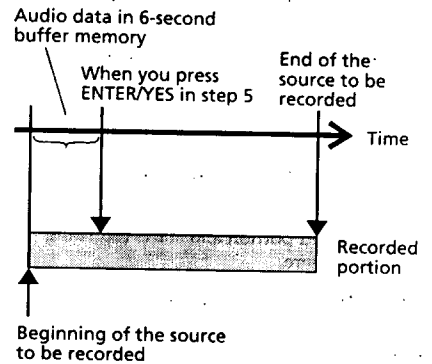 Audio data in 6-second
buffer memory
When you press
ENTER/YES in step 5
End of the
source to be
recorded
Time
Recorded
portion
Beginning of the source
to be recorded